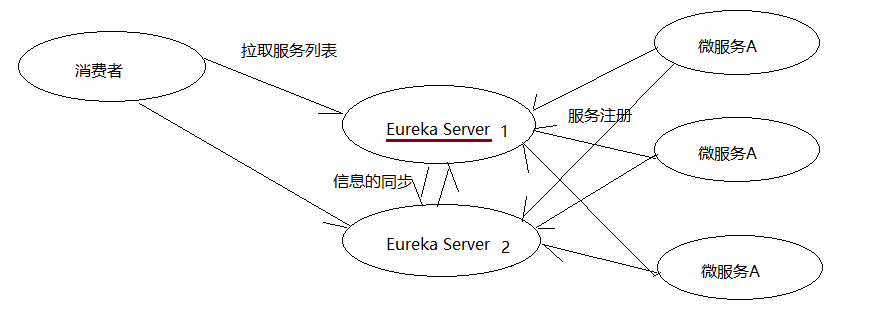 微服务A
拉取服务列表
消费者
服务注册
Eureka Server 1
微服务A
信息的同步
Eureka Server 2
微服务A